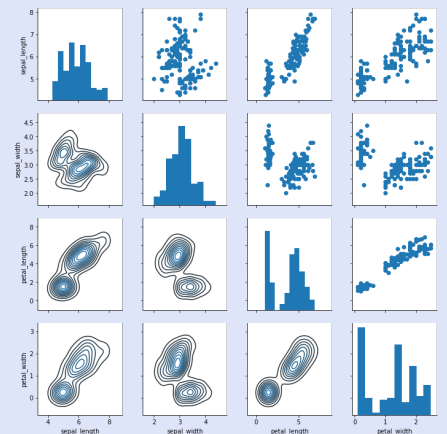 8
7
6
5
sepal_length
4.5
4.0
3.5
3.0
2.5
2.0
sepal_width
8
6
4
2
0
petal_length
3
2
1
0
petal_width
4 6 8
2 3 4
0 5
0 1 2
sepal_length sepal_width petal_length petal_width